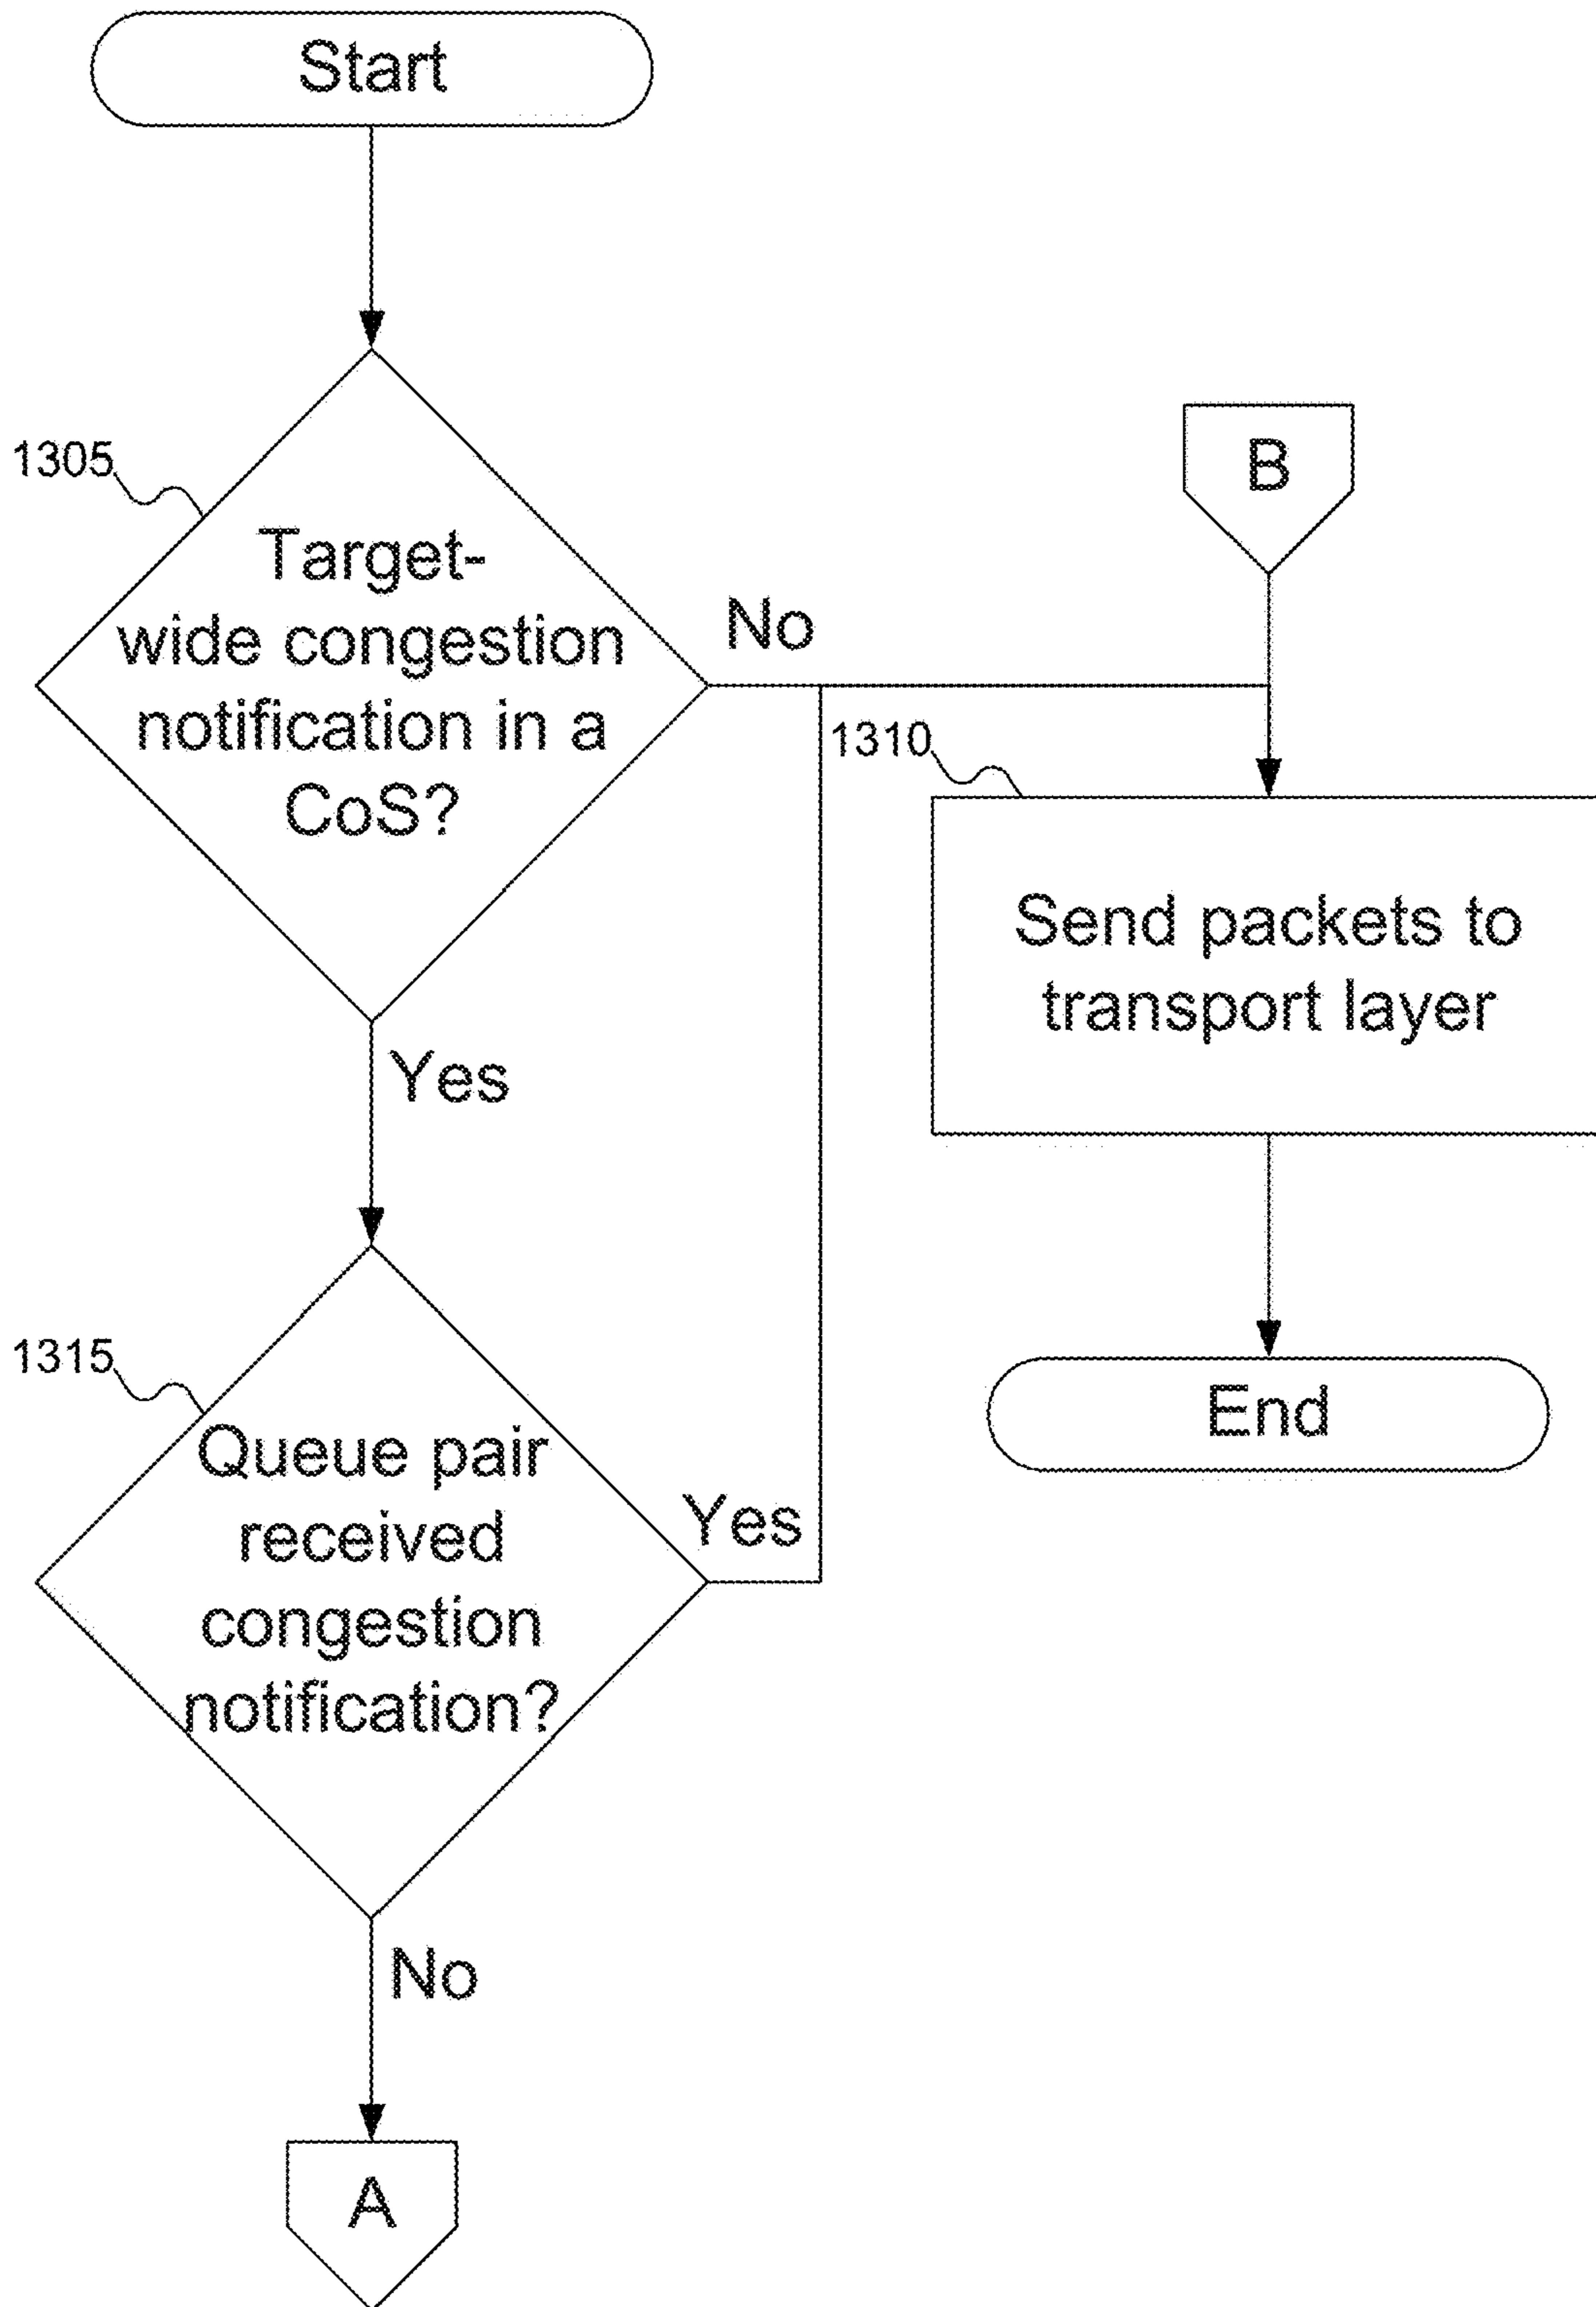 Start
1305
Target-
wide congestion
notification in a
CoS?
No
B
1310
Send packets to
transport layer
Yes
End
1315
Queue pair
received
congestion
notification?
Yes
No
A